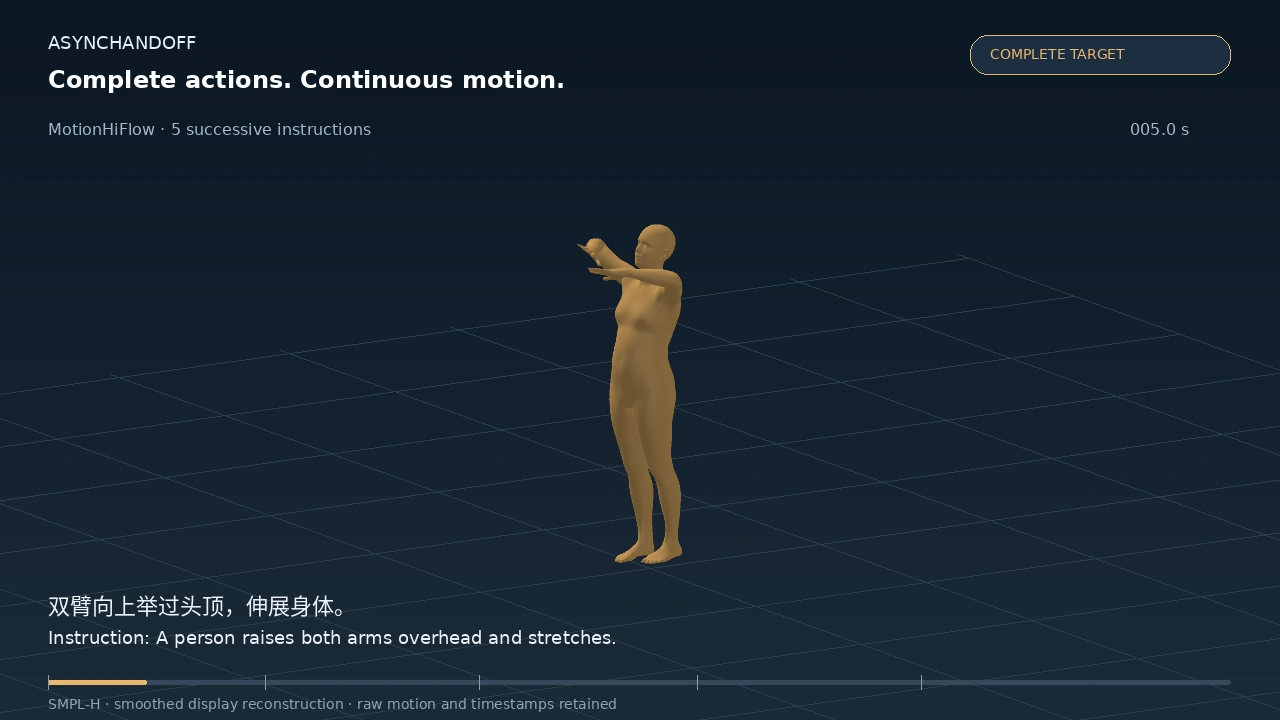 ASYNCHANDOFF
COMPLETE TARGET
Complete actions. Continuous motion.
MotionHiFlow · 5 successive instructions
005.0 s
双臂向上举过头顶，伸展身体。
Instruction: A person raises both arms overhead and stretches.
SMPL-H · smoothed display reconstruction · raw motion and timestamps retained